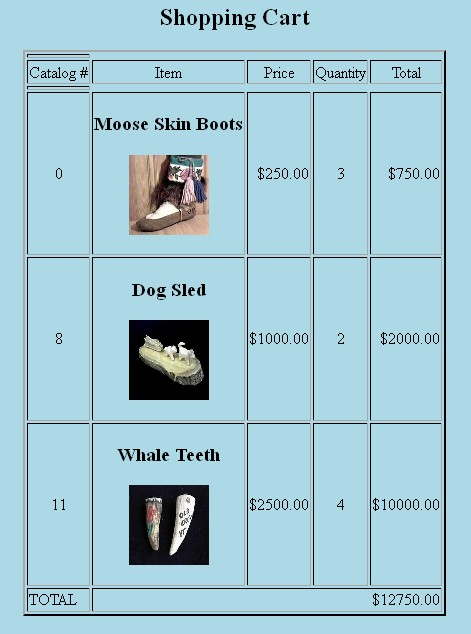 Shopping Cart
Catalog # Item Price Quantity Total
Moose Skin Boots
0 $250.00 3 $750.00
Dog Sled
8 $1000.00 2 $2000.00
Whale Teeth
11 $2500.00 4 $10000.00
TOTAL $12750.00